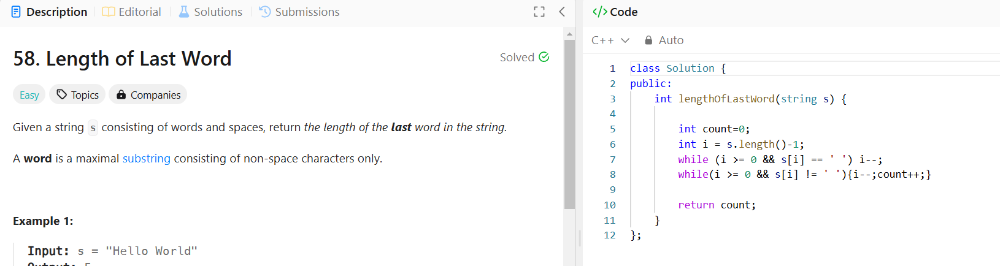 Description Editorial Solutions Submissions
58. Length of Last Word
Solved
Easy Topics Companies
Given a string s consisting of words and spaces, return the length of the last word in the string.
A word is a maximal substring consisting of non-space characters only.
Example 1:
Input: s = "Hello World"
Output: 5
</> Code
C++ Auto
1 class Solution {
2 public:
3     int lengthOfLastWord(string s) {
4
5         int count=0;
6         int i = s.length()-1;
7         while (i >= 0 && s[i] == ' ') i--;
8         while(i >= 0 && s[i] != ' '){i--;count++;}
9
10         return count;
11     }
12 };